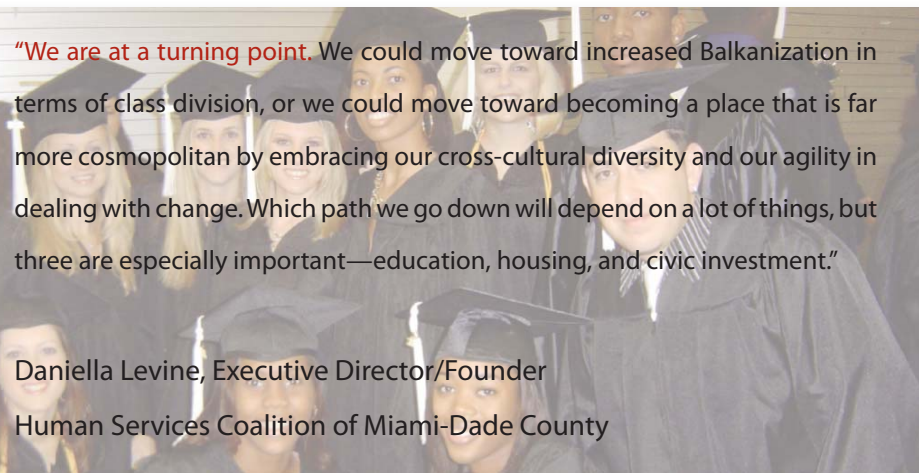 “We are at a turning point. We could move toward increased Balkanization in
terms of class division, or we could move toward becoming a place that is far
more cosmopolitan by embracing our cross-cultural diversity and our agility in
dealing with change. Which path we go down will depend on a lot of things, but
three are especially important—education, housing, and civic investment.”
Daniella Levine, Executive Director/Founder
Human Services Coalition of Miami-Dade County